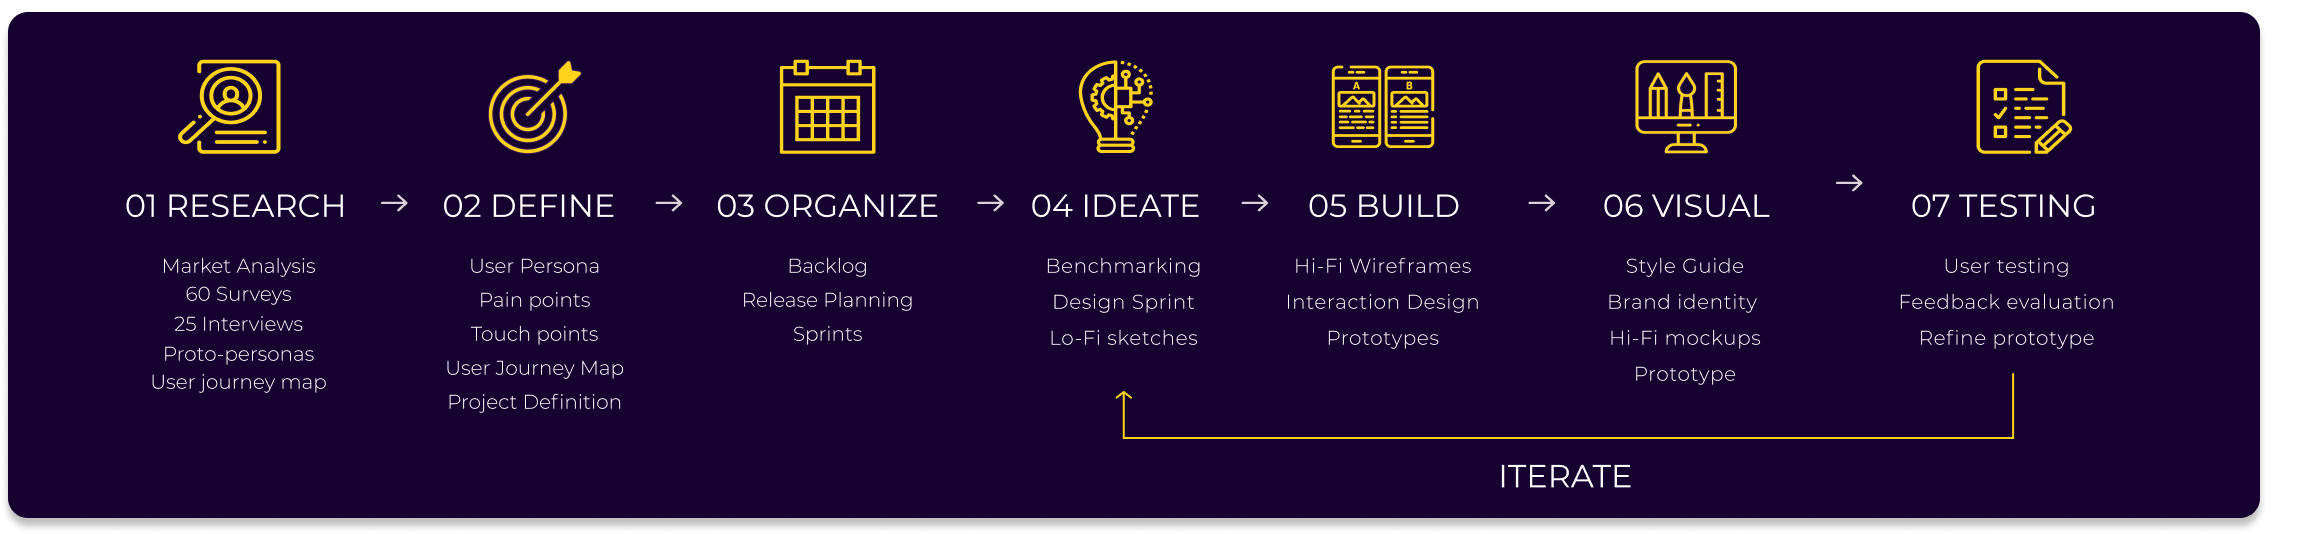 A
B
01 RESEARCH
Market Analysis
60 Surveys
25 Interviews
Proto-personas
User journey map
02 DEFINE
User Persona
Pain points
Touch points
User Journey Map
Project Definition
03 ORGANIZE
Backlog
Release Planning
Sprints
04 IDEATE
Benchmarking
Design Sprint
Lo-Fi sketches
05 BUILD
Hi-Fi Wireframes
Interaction Design
Prototypes
06 VISUAL
Style Guide
Brand identity
Hi-Fi mockups
Prototype
07 TESTING
User testing
Feedback evaluation
Refine prototype
ITERATE